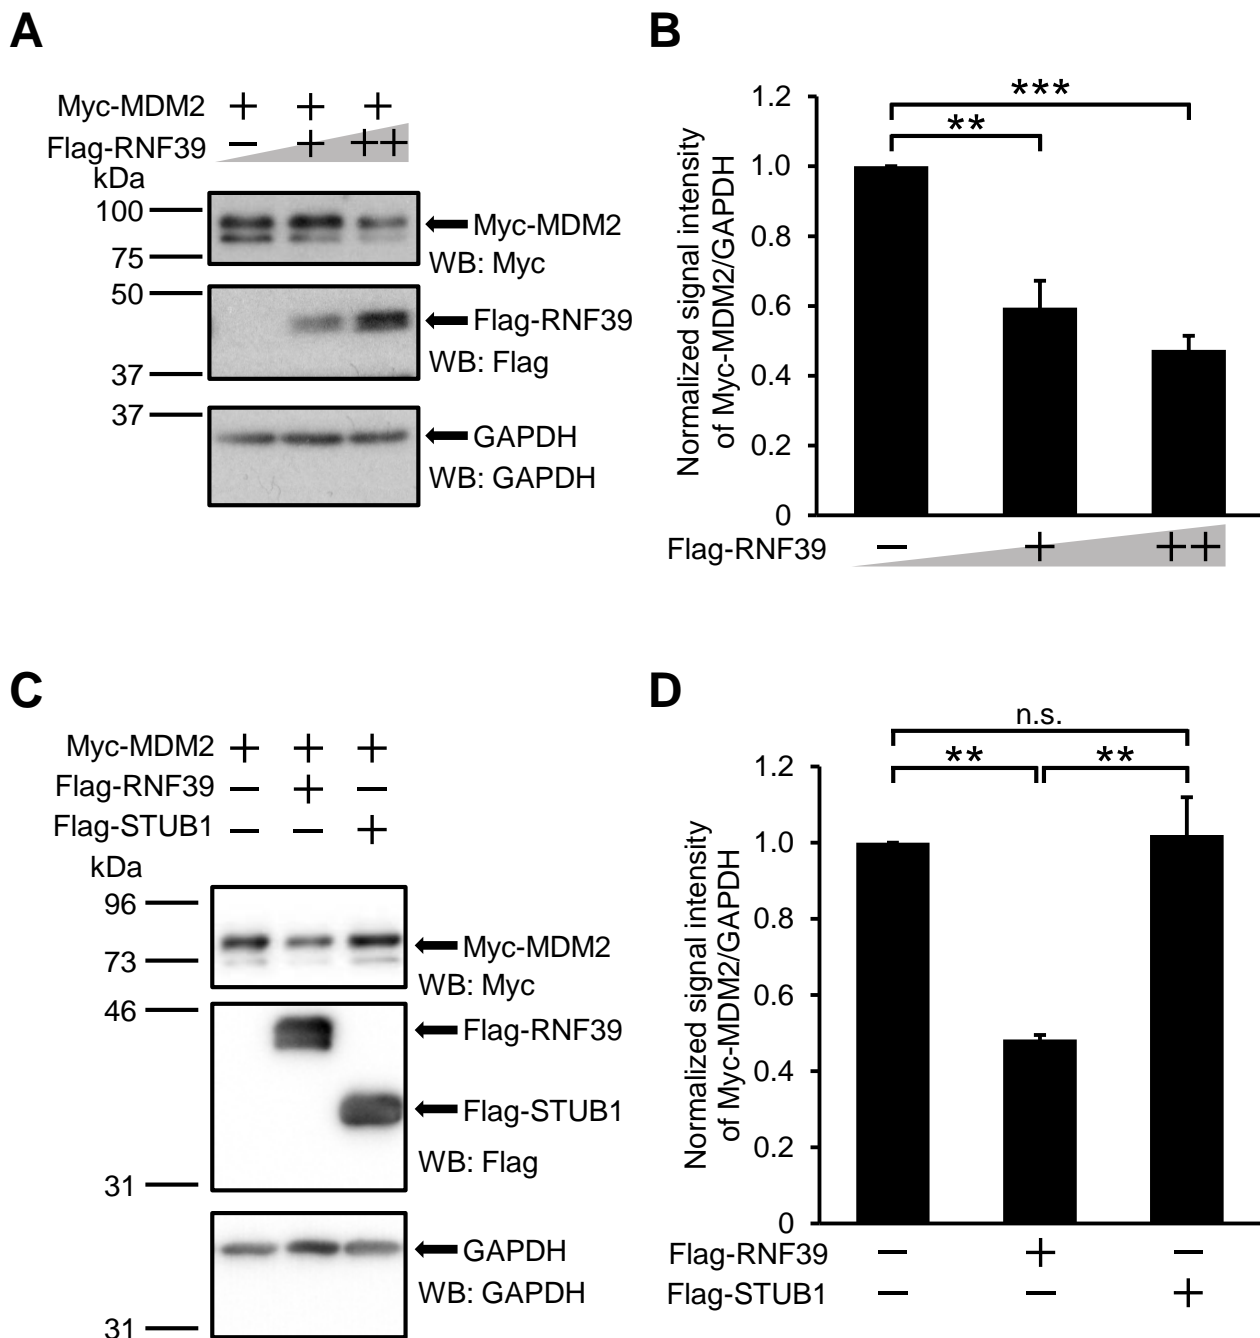 A
Myc-MDM2 + + +
Flag-RNF39 − + ++
kDa
100
Myc-MDM2
75
WB: Myc
50
Flag-RNF39
WB: Flag
37
37
GAPDH
WB: GAPDH
B
***
**
1.2
1.0
0.8
0.6
0.4
0.2
0
Normalized signal intensity
of Myc-MDM2/GAPDH
Flag-RNF39 − + ++
C
Myc-MDM2 + + +
Flag-RNF39 − + −
Flag-STUB1 − − +
kDa
96
Myc-MDM2
73
WB: Myc
46
Flag-RNF39
Flag-STUB1
WB: Flag
31
GAPDH
WB: GAPDH
31
D
n.s.
** **
1.2
1.0
0.8
0.6
0.4
0.2
0
Normalized signal intensity
of Myc-MDM2/GAPDH
Flag-RNF39 − + −
Flag-STUB1 − − +